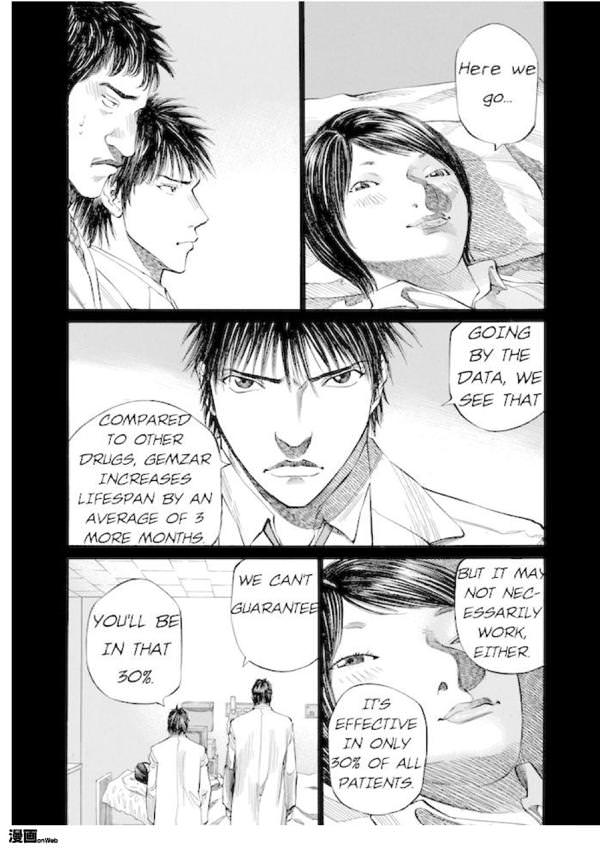 Here we
go...
GOING
BY THE
DATA, WE
SEE THAT
COMPARED
TO OTHER
DRUGS, GEMZAR
INCREASES
LIFESPAN BY AN
AVERAGE OF 3
MORE MONTHS.
BUT IT MAY
NOT NEC-
ESSARILY
WORK,
EITHER.
IT'S
EFFECTIVE
IN ONLY
30% OF ALL
PATIENTS.
WE CAN'T
GUARANTEE
YOU'LL BE
IN THAT
30%.
漫画onWeb